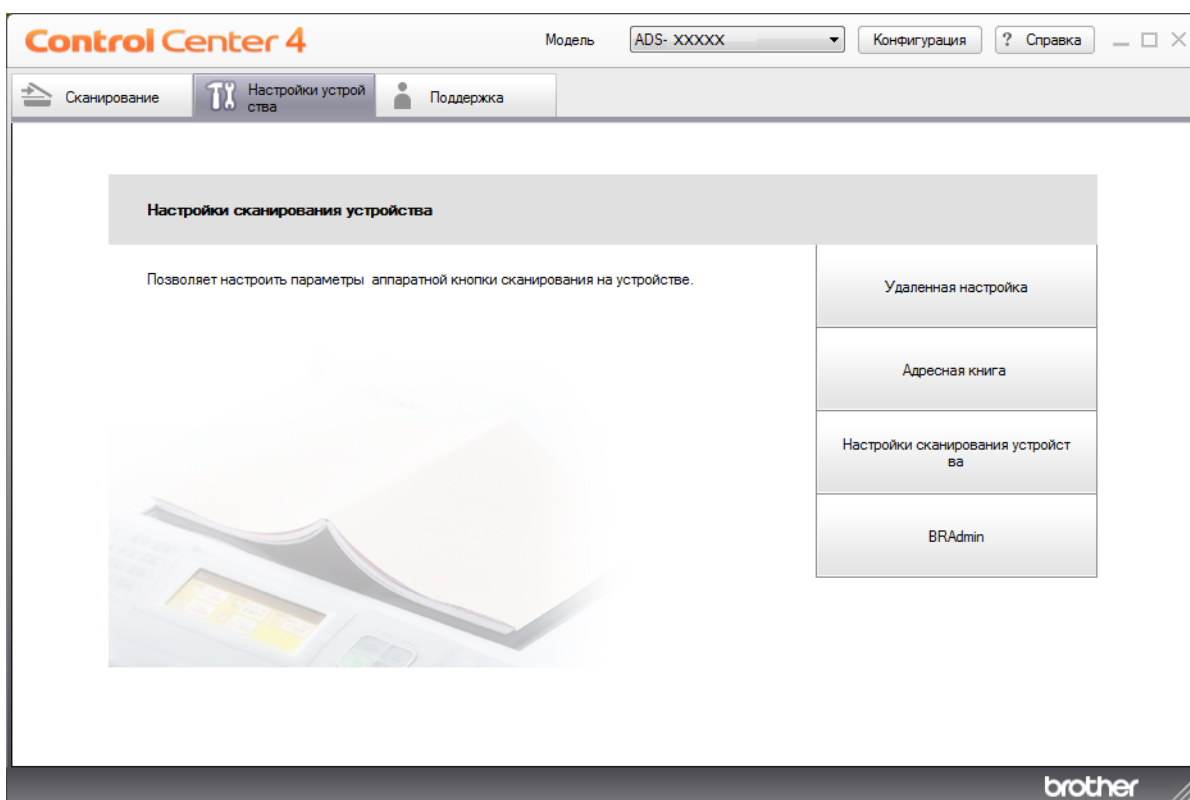 Control Center 4
Модель
ADS- XXXXX
Конфигурация
? Справка
Сканирование
Настройки устрой
ства
Поддержка
Настройки сканирования устройства
Позволяет настроить параметры аппаратной кнопки сканирования на устройстве.
Удаленная настройка
Адресная книга
Настройки сканирования устройст
ва
BRAdmin
brother